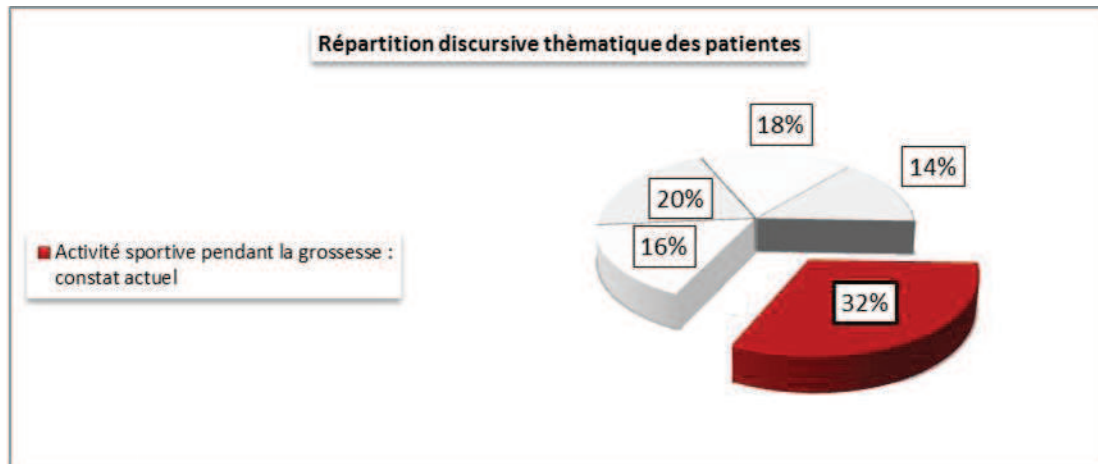 Répartition discursive thèmatique des patientes
18%
14%
20%
16%
32%
Activité sportive pendant la grossesse :
constat actuel